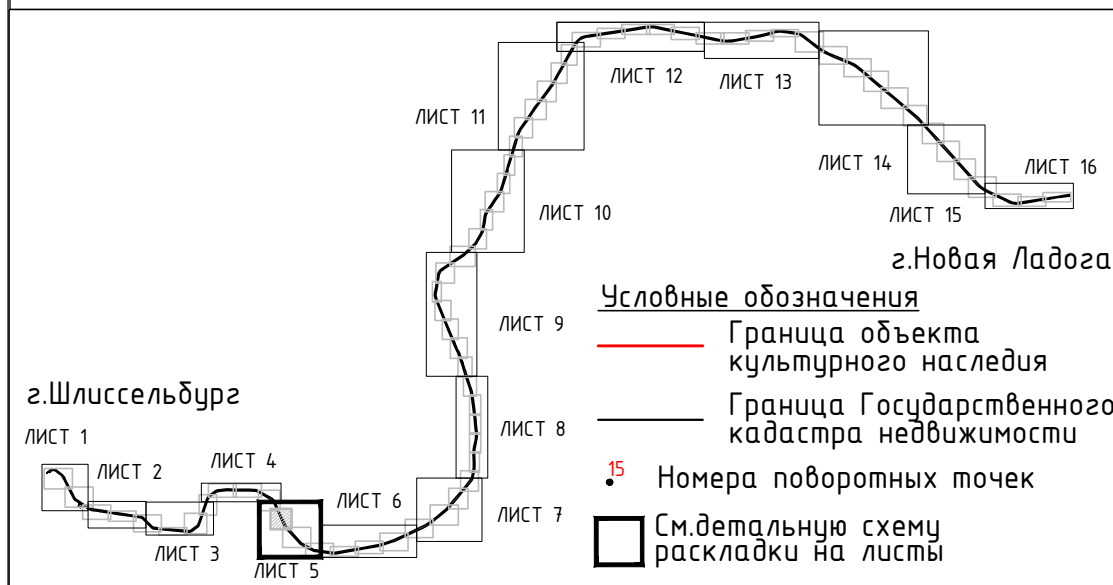 ЛИСТ 12
ЛИСТ 13
ЛИСТ 11
ЛИСТ 14
ЛИСТ 16
ЛИСТ 10
ЛИСТ 15
г.Новая Ладога
ЛИСТ 9
Условные обозначения
Граница объекта
культурного наследия
г.Шлиссельбург
Граница Государственного
кадастра недвижимости
ЛИСТ 1
ЛИСТ 2
ЛИСТ 4
ЛИСТ 8
15
Номера поворотных точек
ЛИСТ 6
ЛИСТ 7
ЛИСТ 3
ЛИСТ 5
См.детальную схему
раскладки на листы